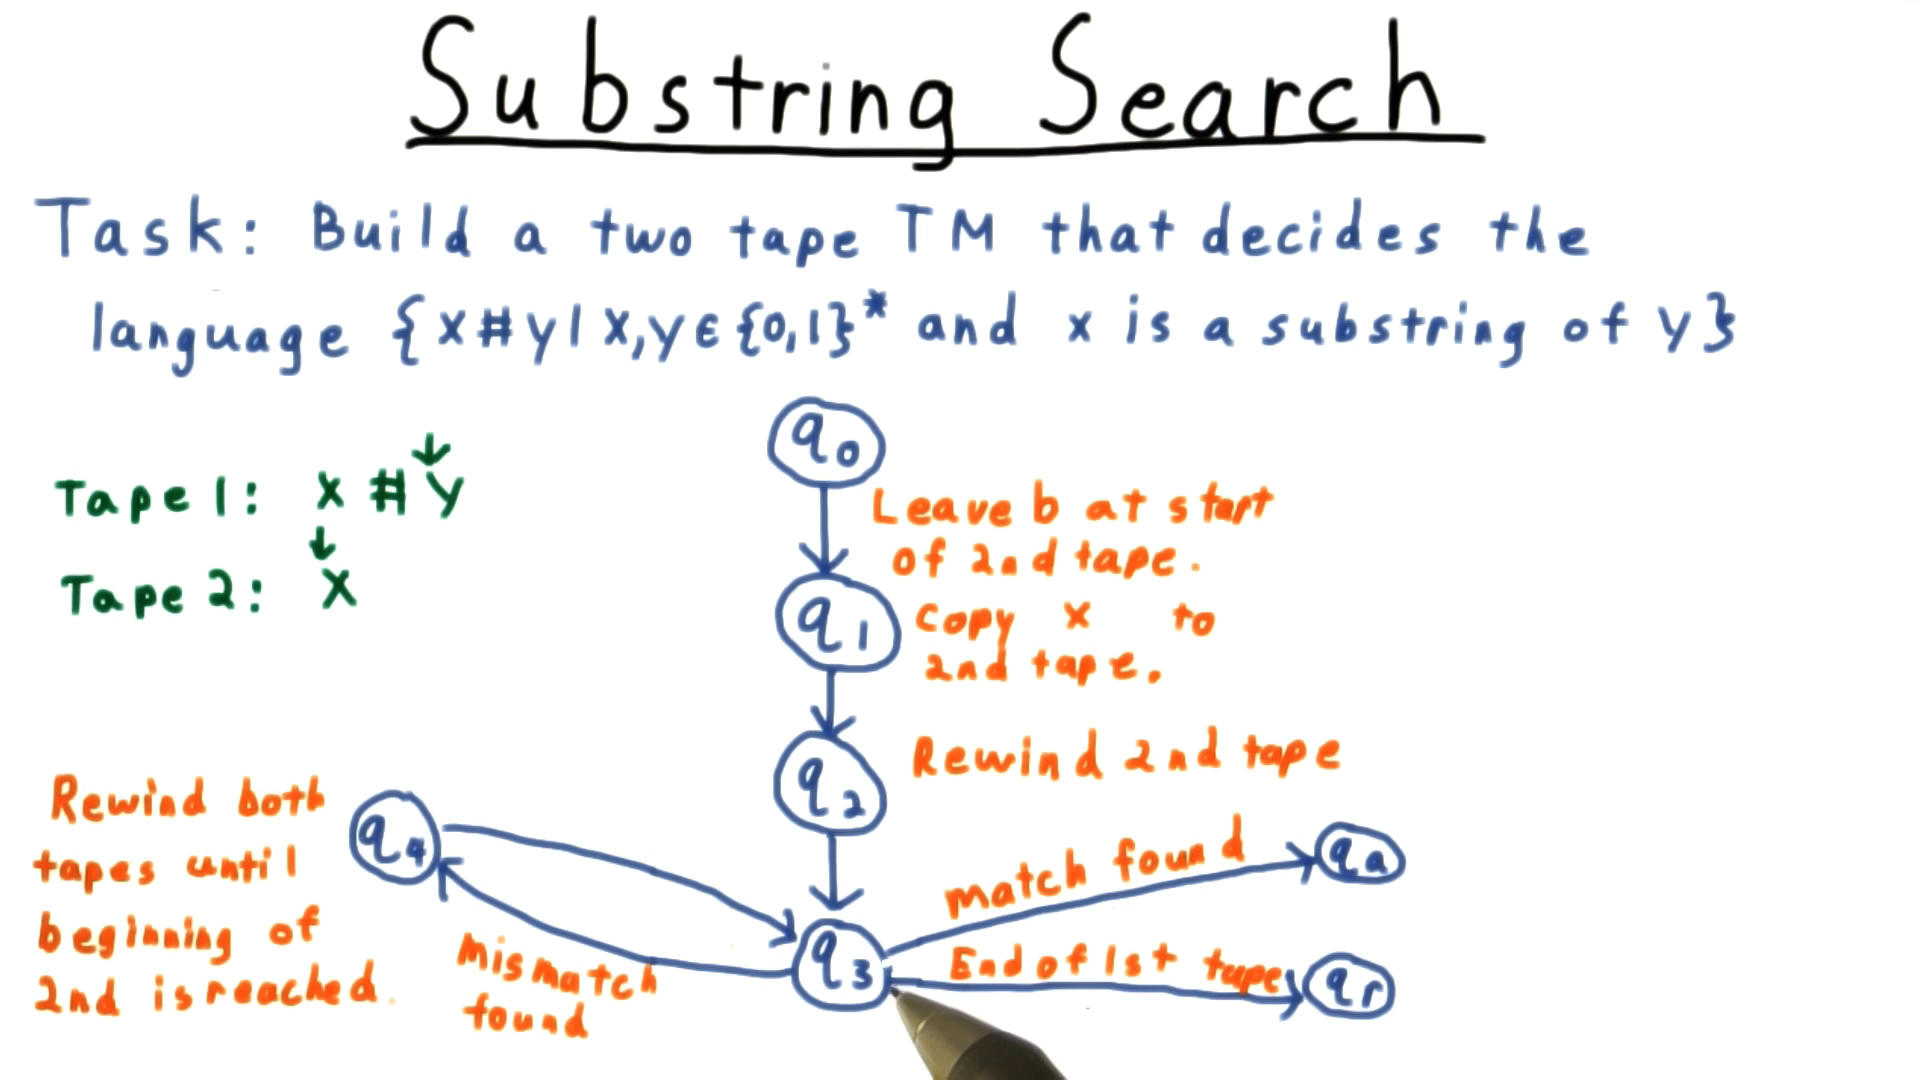 Substring Search
Task: Build a two tape TM that decides the
language {x#y | x,y ∈ {0,1}* and x is a substring of y}
q0
Tape 1: x # y
Leave b at start
of 2nd tape.
Tape 2: x
q1
Copy x to
2nd tape.
q2
Rewind 2nd tape
Rewind both
tapes until
beginning of
2nd is reached.
q4
match found
qa
Mismatch
found
q3
End of 1st tape
qr